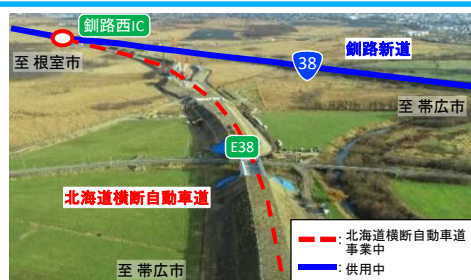 釧路西IC
釧路新道
至 根室市
38
至 帯広市
E38
北海道横断自動車道
至 帯広市
: 北海道横断自動車道
事業中
: 供用中